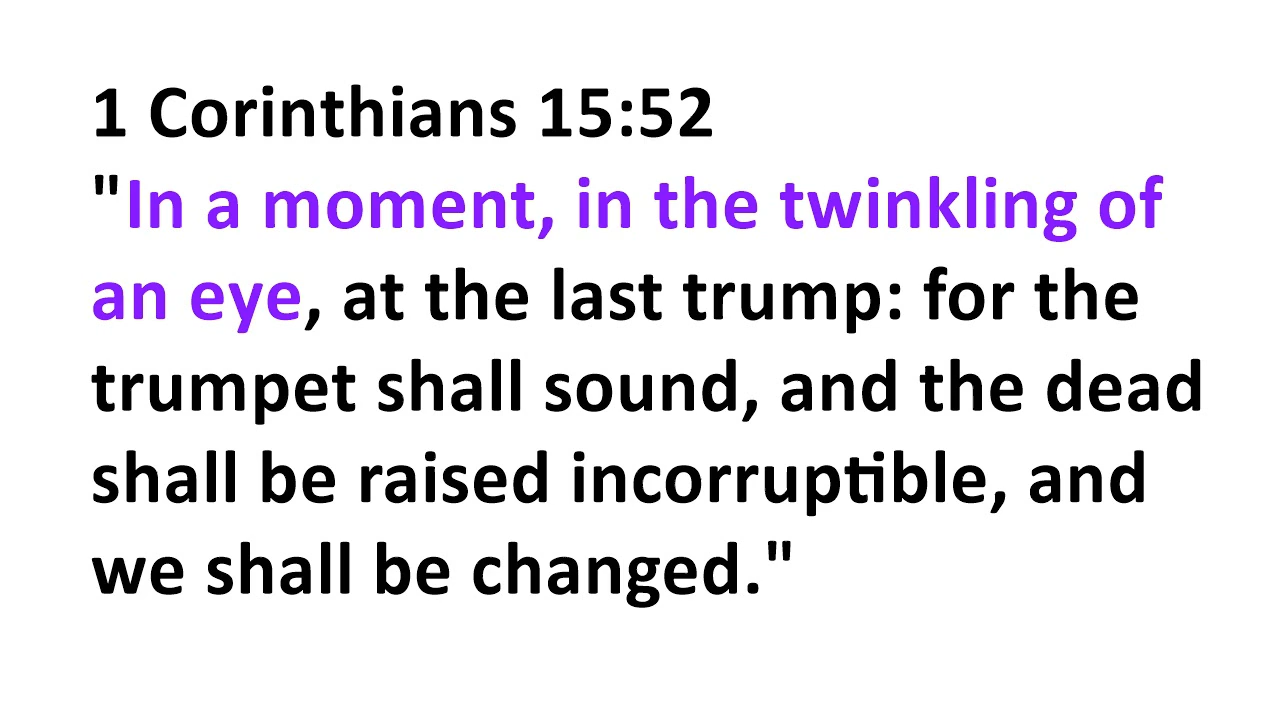 1 Corinthians 15:52
"In a moment, in the twinkling of
an eye, at the last trump: for the
trumpet shall sound, and the dead
shall be raised incorruptible, and
we shall be changed."